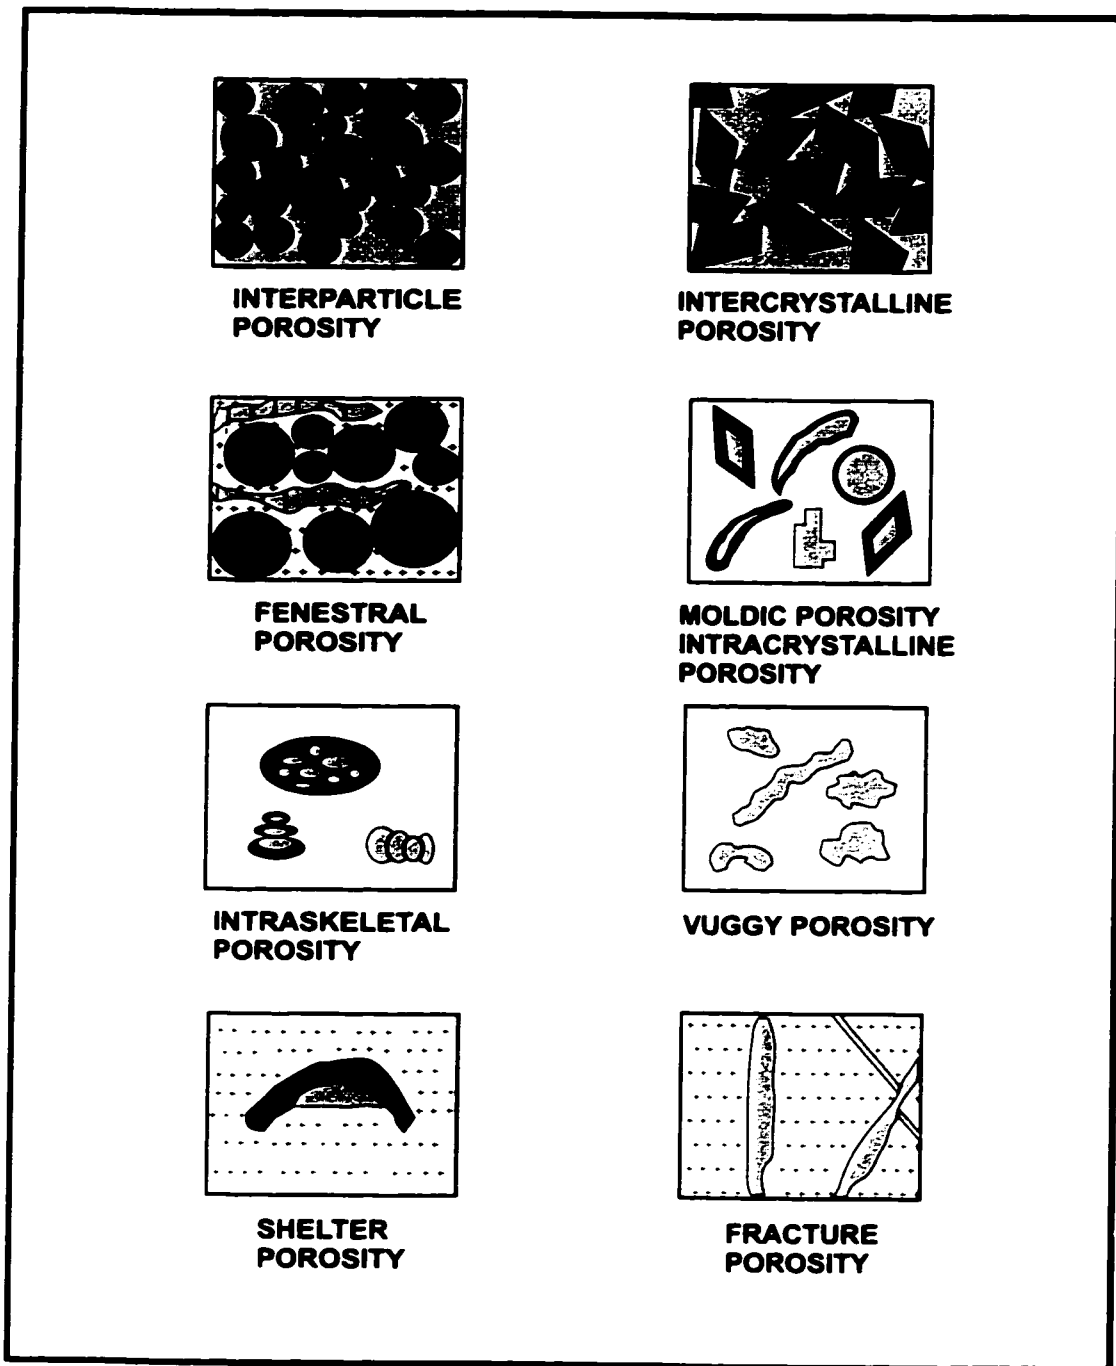 INTERPARTICLE
POROSITY
INTERCRYSTALLINE
POROSITY
FENESTRAL
POROSITY
MOLDIC POROSITY
INTRACRYSTALLINE
POROSITY
INTRASKELETAL
POROSITY
VUGGY POROSITY
SHELTER
POROSITY
FRACTURE
POROSITY